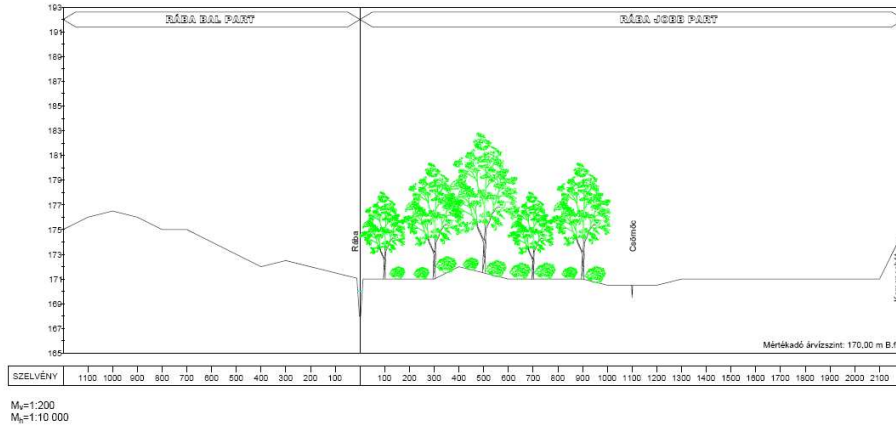 193
RÁBA BAL PART
RÁBA JOBB PART
191
189
187
185
183
181
179
177
175
Rába
Csörnöc
173
171
169
167
Mértékadó árvízszint: 170,00 m B.f
165
SZELVÉNY 1100 1000 900 800 700 600 500 400 300 200 100 100 200 300 400 500 600 700 800 900 1000 1100 1200 1300 1400 1500 1600 1700 1800 1900 2000 2100
Mv=1:200
Mh=1:10 000